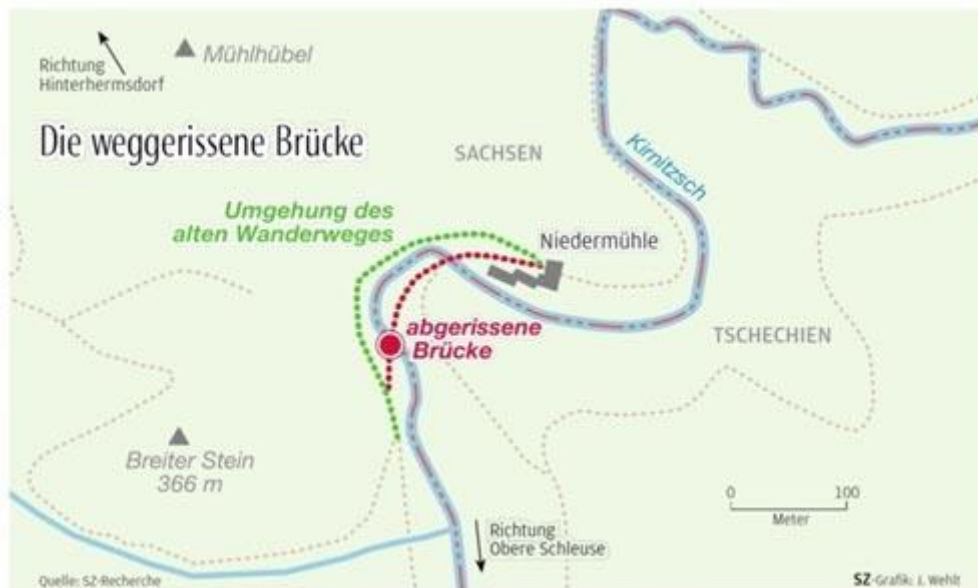 Richtung
Hinterhermsdorf
Mühlhübel
Die weggerissene Brücke
SACHSEN
Kirnitzsch
Umgehung des
alten Wanderweges
Niedermühle
abgerissene
Brücke
TSCHECHIEN
Breiter Stein
366 m
0 100
Meter
Richtung
Obere Schleuse
Quelle: SZ-Recherche
SZ-Grafik: J. Wehlt